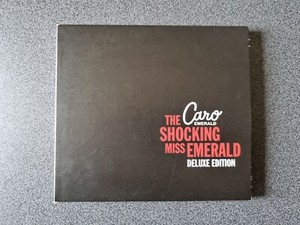 Caro
EMERALD
THE
SHOCKING
MISS EMERALD
DELUXE EDITION